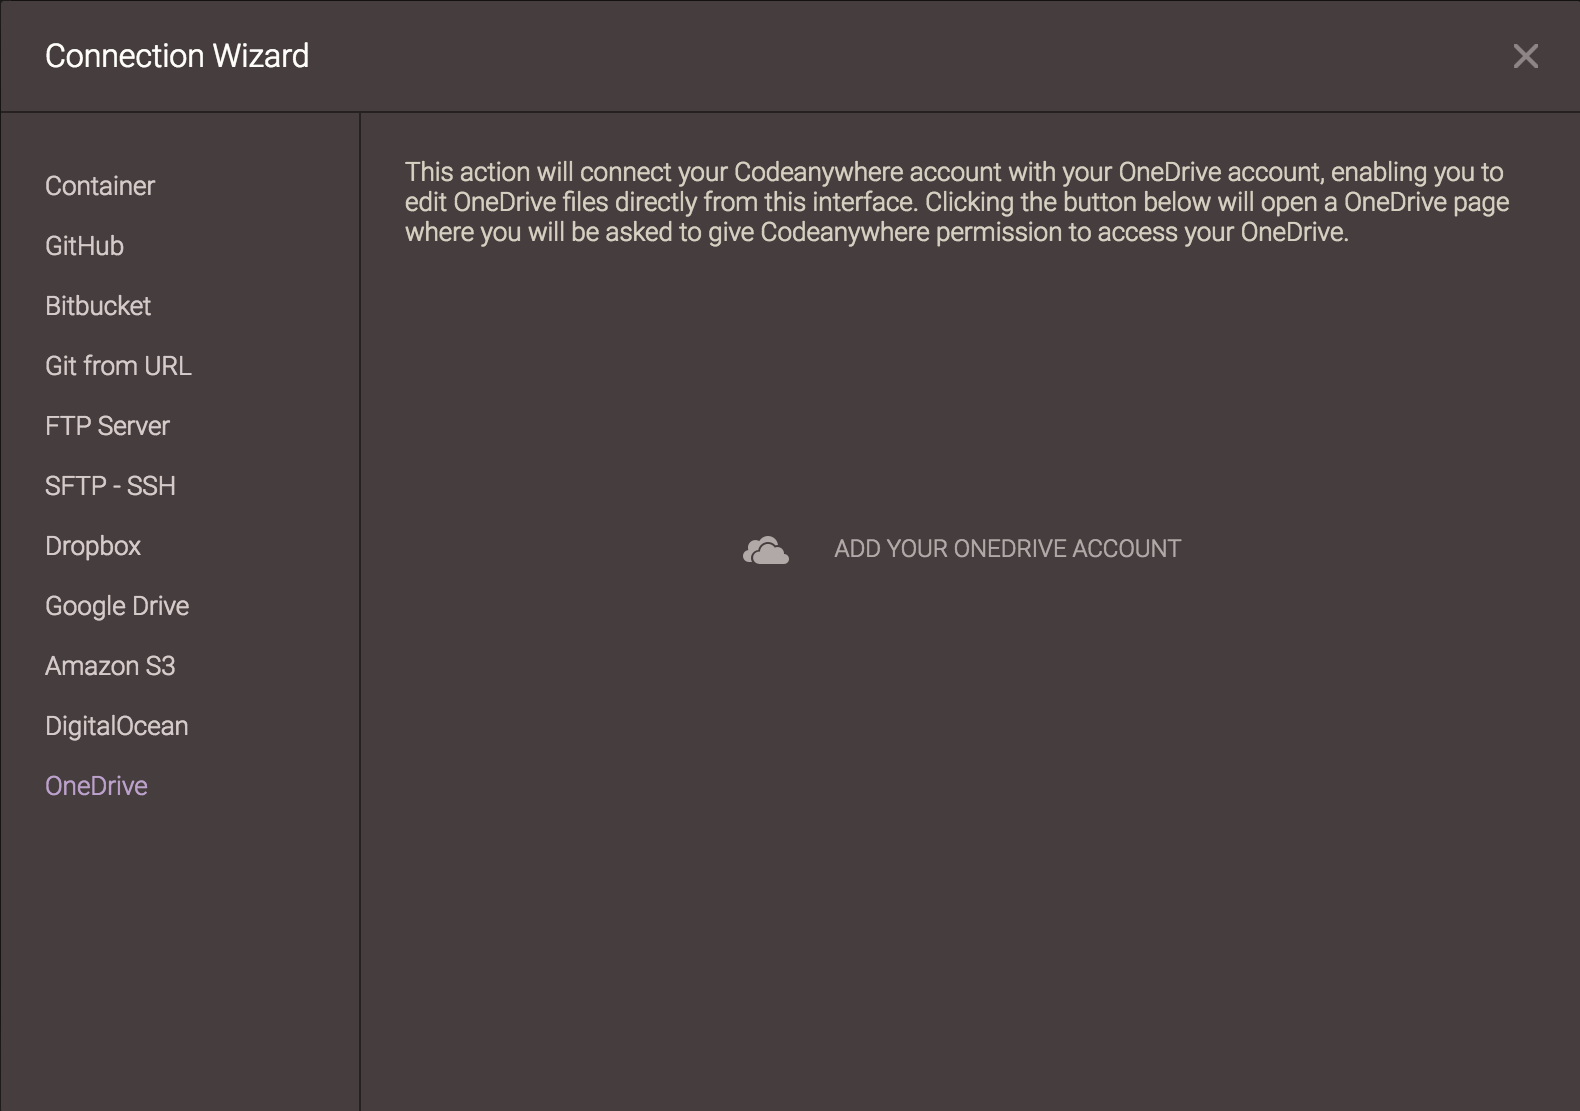 Connection Wizard
Container
GitHub
Bitbucket
Git from URL
FTP Server
SFTP - SSH
Dropbox
Google Drive
Amazon S3
DigitalOcean
OneDrive
This action will connect your Codeanywhere account with your OneDrive account, enabling you to
edit OneDrive files directly from this interface. Clicking the button below will open a OneDrive page
where you will be asked to give Codeanywhere permission to access your OneDrive.
ADD YOUR ONEDRIVE ACCOUNT